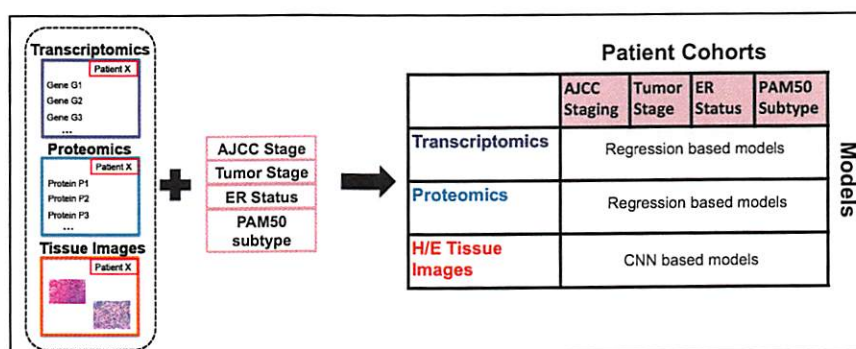 Transcriptomics
Patient X
Gene G1
Gene G2
Gene G3
...
Proteomics
Patient X
Protein P1
Protein P2
Protein P3
...
Tissue Images
Patient X
AJCC Stage
Tumor Stage
ER Status
PAM50
subtype
Patient Cohorts
AJCC Staging
Tumor Stage
ER Status
PAM50 Subtype
Transcriptomics
Regression based models
Proteomics
Regression based models
H/E Tissue
Images
CNN based models
Models